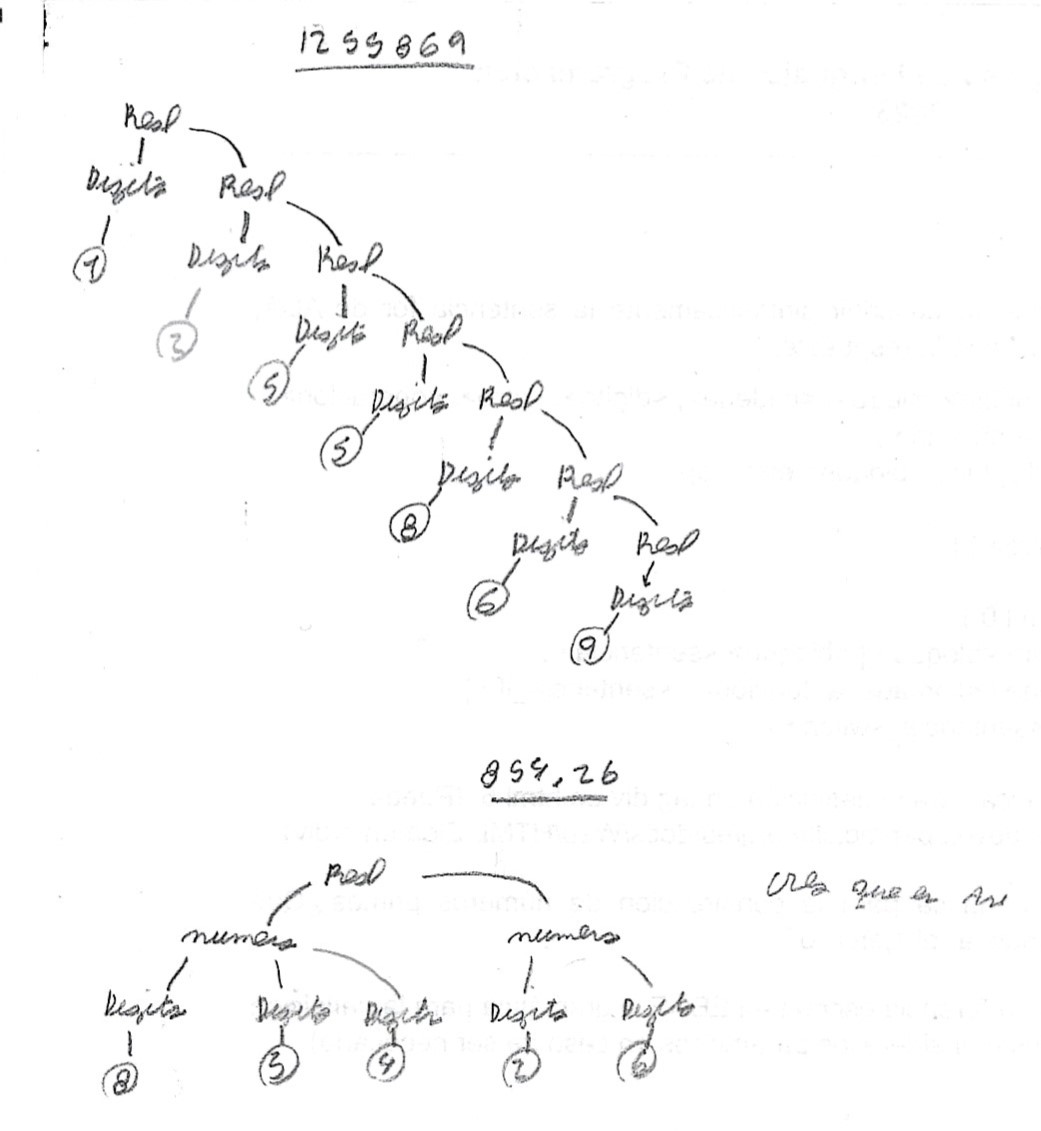 1255869
Real
Digito Real
1 Digito Real
2 Digito Real
5 Digito Real
5 Digito Real
8 Digito Real
6 Digito
9
854,26
Real
creo que es así
numero numero
Digito Digito Digito Digito Digito
8 5 4 2 6